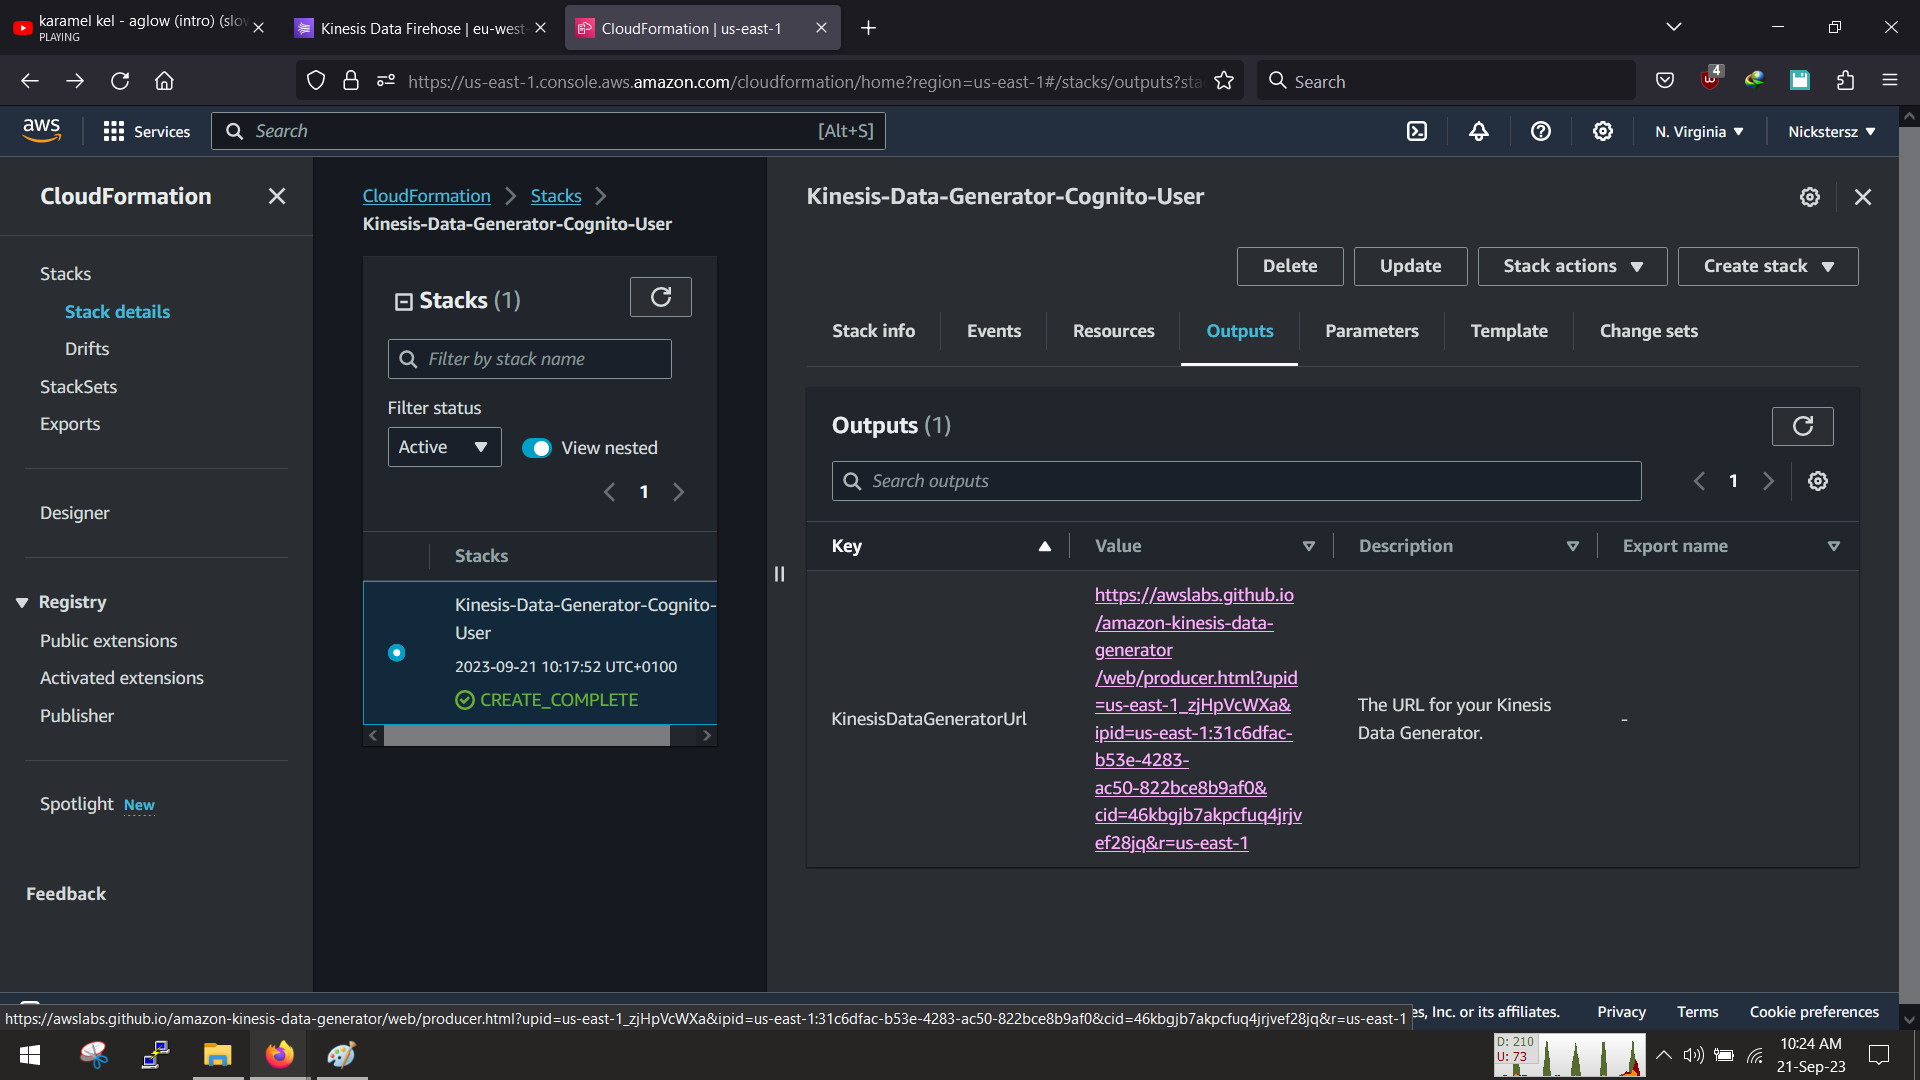 karamel kel - aglow (intro) (slo
PLAYING
Kinesis Data Firehose | eu-west-
CloudFormation | us-east-1
https://us-east-1.console.aws.amazon.com/cloudformation/home?region=us-east-1#/stacks/outputs?sta
Search
4
aws
Services
Search
[Alt+S]
N. Virginia
Nickstersz
CloudFormation
Stacks
Stack details
Drifts
StackSets
Exports
Designer
Registry
Public extensions
Activated extensions
Publisher
Spotlight New
Feedback
CloudFormation
Stacks
Kinesis-Data-Generator-Cognito-User
Stacks (1)
Filter by stack name
Filter status
Active
View nested
1
Stacks
Kinesis-Data-Generator-Cognito-
User
2023-09-21 10:17:52 UTC+0100
CREATE_COMPLETE
Kinesis-Data-Generator-Cognito-User
Delete
Update
Stack actions
Create stack
Stack info
Events
Resources
Outputs
Parameters
Template
Change sets
Outputs (1)
Search outputs
1
Key
Value
Description
Export name
KinesisDataGeneratorUrl
https://awslabs.github.io
/amazon-kinesis-data-
generator
/web/producer.html?upid
=us-east-1_zjHpVcWXa&
ipid=us-east-1:31c6dfac-
b53e-4283-
ac50-822bce8b9af0&
cid=46kbgjb7akpcfuq4jrjv
ef28jq&r=us-east-1
The URL for your Kinesis
Data Generator.
-
https://awslabs.github.io/amazon-kinesis-data-generator/web/producer.html?upid=us-east-1_zjHpVcWXa&ipid=us-east-1:31c6dfac-b53e-4283-ac50-822bce8b9af0&cid=46kbgjb7akpcfuq4jrjvef28jq&r=us-east-1
es, Inc. or its affiliates.
Privacy
Terms
Cookie preferences
D: 210
U: 73
10:24 AM
21-Sep-23